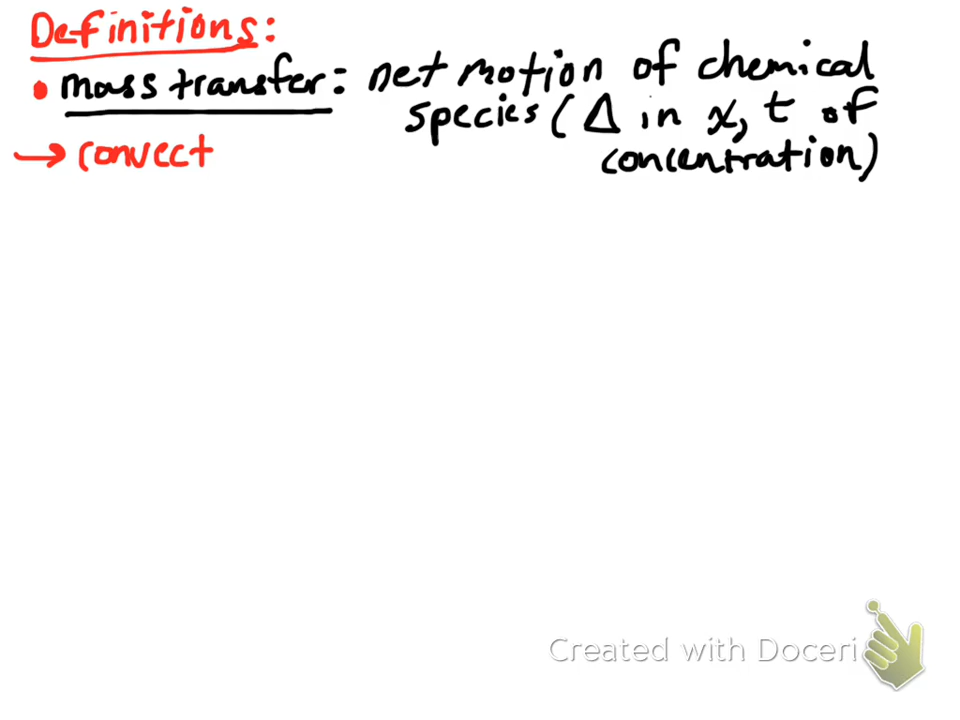 Definitions:
• mass transfer: net motion of chemical
species (Δ in x, t of
concentration)
→ convect
Created with Doceri